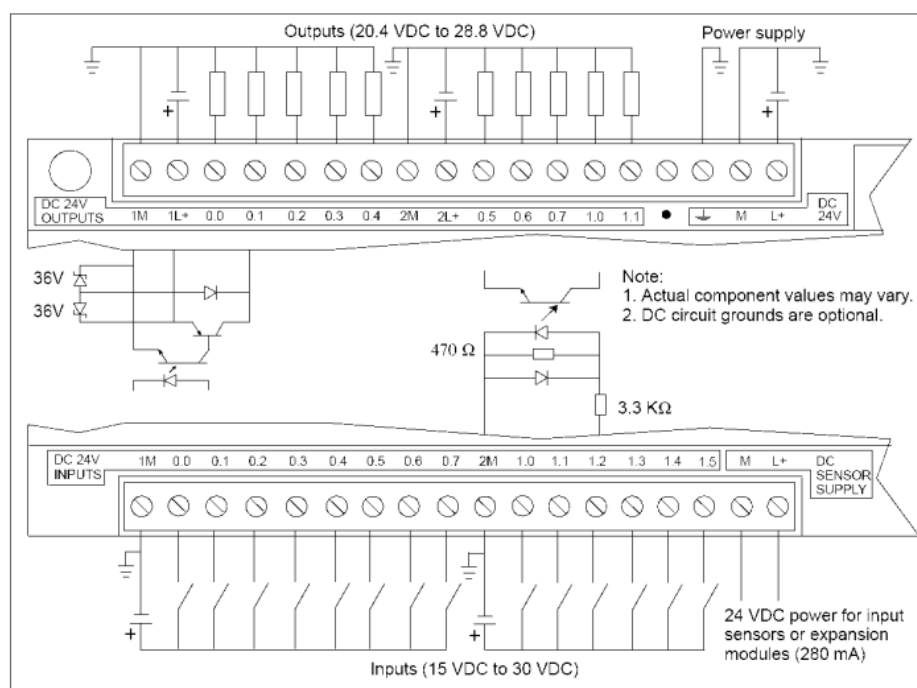 Outputs (20.4 VDC to 28.8 VDC)
Power supply
+
+
+
DC 24V
OUTPUTS
1M 1L+ 0.0 0.1 0.2 0.3 0.4 2M 2L+ 0.5 0.6 0.7 1.0 1.1 M L+
DC
24V
36V
36V
Note:
1. Actual component values may vary.
2. DC circuit grounds are optional.
470 Ω
3.3 KΩ
DC 24V
INPUTS
1M 0.0 0.1 0.2 0.3 0.4 0.5 0.6 0.7 2M 1.0 1.1 1.2 1.3 1.4 1.5 M L+
DC
SENSOR
SUPPLY
+
+
24 VDC power for input
sensors or expansion
modules (280 mA)
Inputs (15 VDC to 30 VDC)